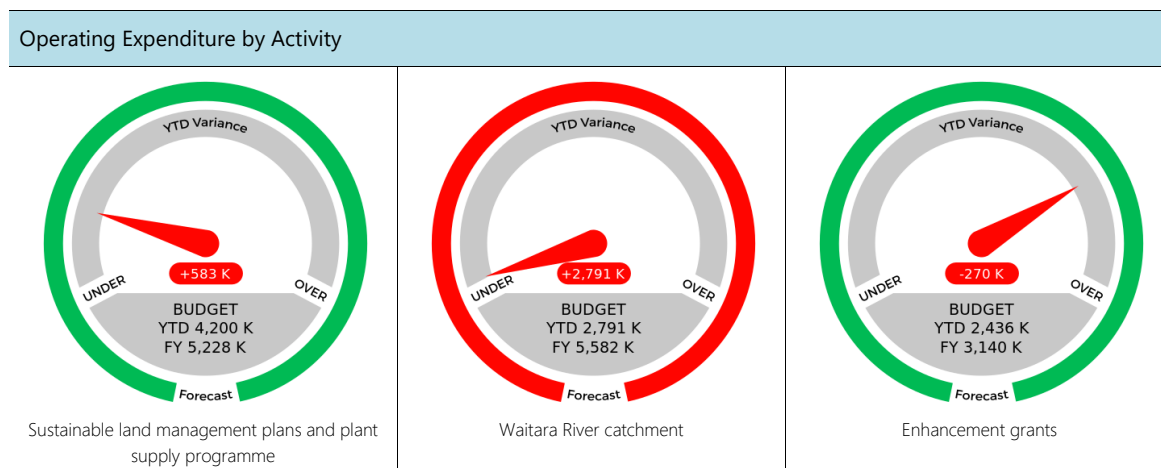 Operating Expenditure by Activity
YTD Variance
+583 K
UNDER
OVER
BUDGET
YTD 4,200 K
FY 5,228 K
Forecast
Sustainable land management plans and plant
supply programme
YTD Variance
+2,791 K
UNDER
OVER
BUDGET
YTD 2,791 K
FY 5,582 K
Forecast
Waitara River catchment
YTD Variance
-270 K
UNDER
OVER
BUDGET
YTD 2,436 K
FY 3,140 K
Forecast
Enhancement grants